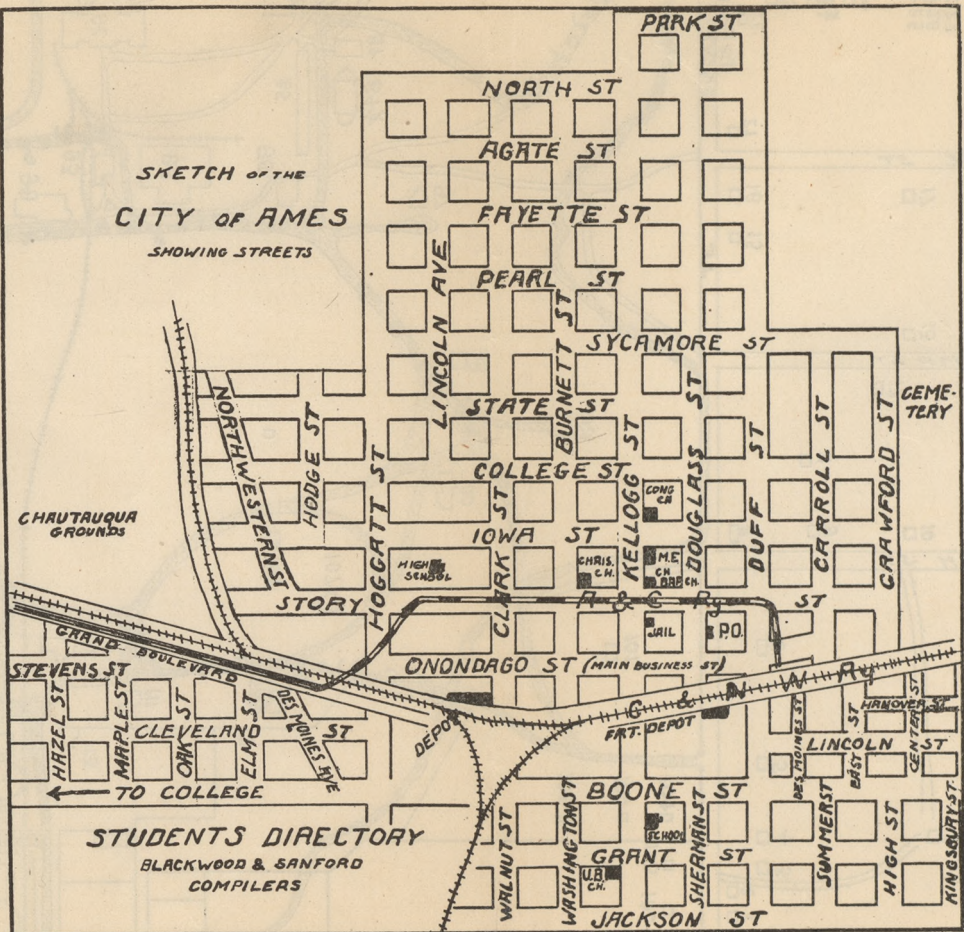 PARK ST
NORTH ST
AGATE ST
SKETCH OF THE
CITY OF AMES
SHOWING STREETS
FAYETTE ST
PEARL ST
LINCOLN AVE
BURNETT ST
SYCAMORE ST
STATE ST
CEME-
TERY
NORTHWESTERN ST
HODGE ST
HOGGATT ST
COLLEGE ST
CLARK ST
KELLOGG ST
DOUGLASS ST
DUFF ST
CARROLL ST
CRAWFORD ST
CONG
CH
CHAUTAUQUA
GROUNDS
IOWA ST
HIGH
SCHOOL
CHRIS.
CH.
M.E.
CH
BAP. CH.
STORY ST
A & C Ry
JAIL
P.O.
GRAND BOULEVARD
ONONDAGO ST (MAIN BUSINESS ST)
STEVENS ST
C & N W Ry
DEPOT
FRT. DEPOT
HAZEL ST
MAPLE ST
OAK ST
ELM ST
DES MOINES AVE
CLEVELAND ST
HANOVER ST
DES MOINES ST
EAST ST
CENTER ST
LINCOLN ST
TO COLLEGE
BOONE ST
STUDENTS DIRECTORY
BLACKWOOD & SANFORD
COMPILERS
WALNUT ST
WASHINGTON ST
SHERMAN ST
SUMMER ST
HIGH ST
KINGSBURY ST.
SCHOOL
GRANT ST
U.B.
CH.
JACKSON ST